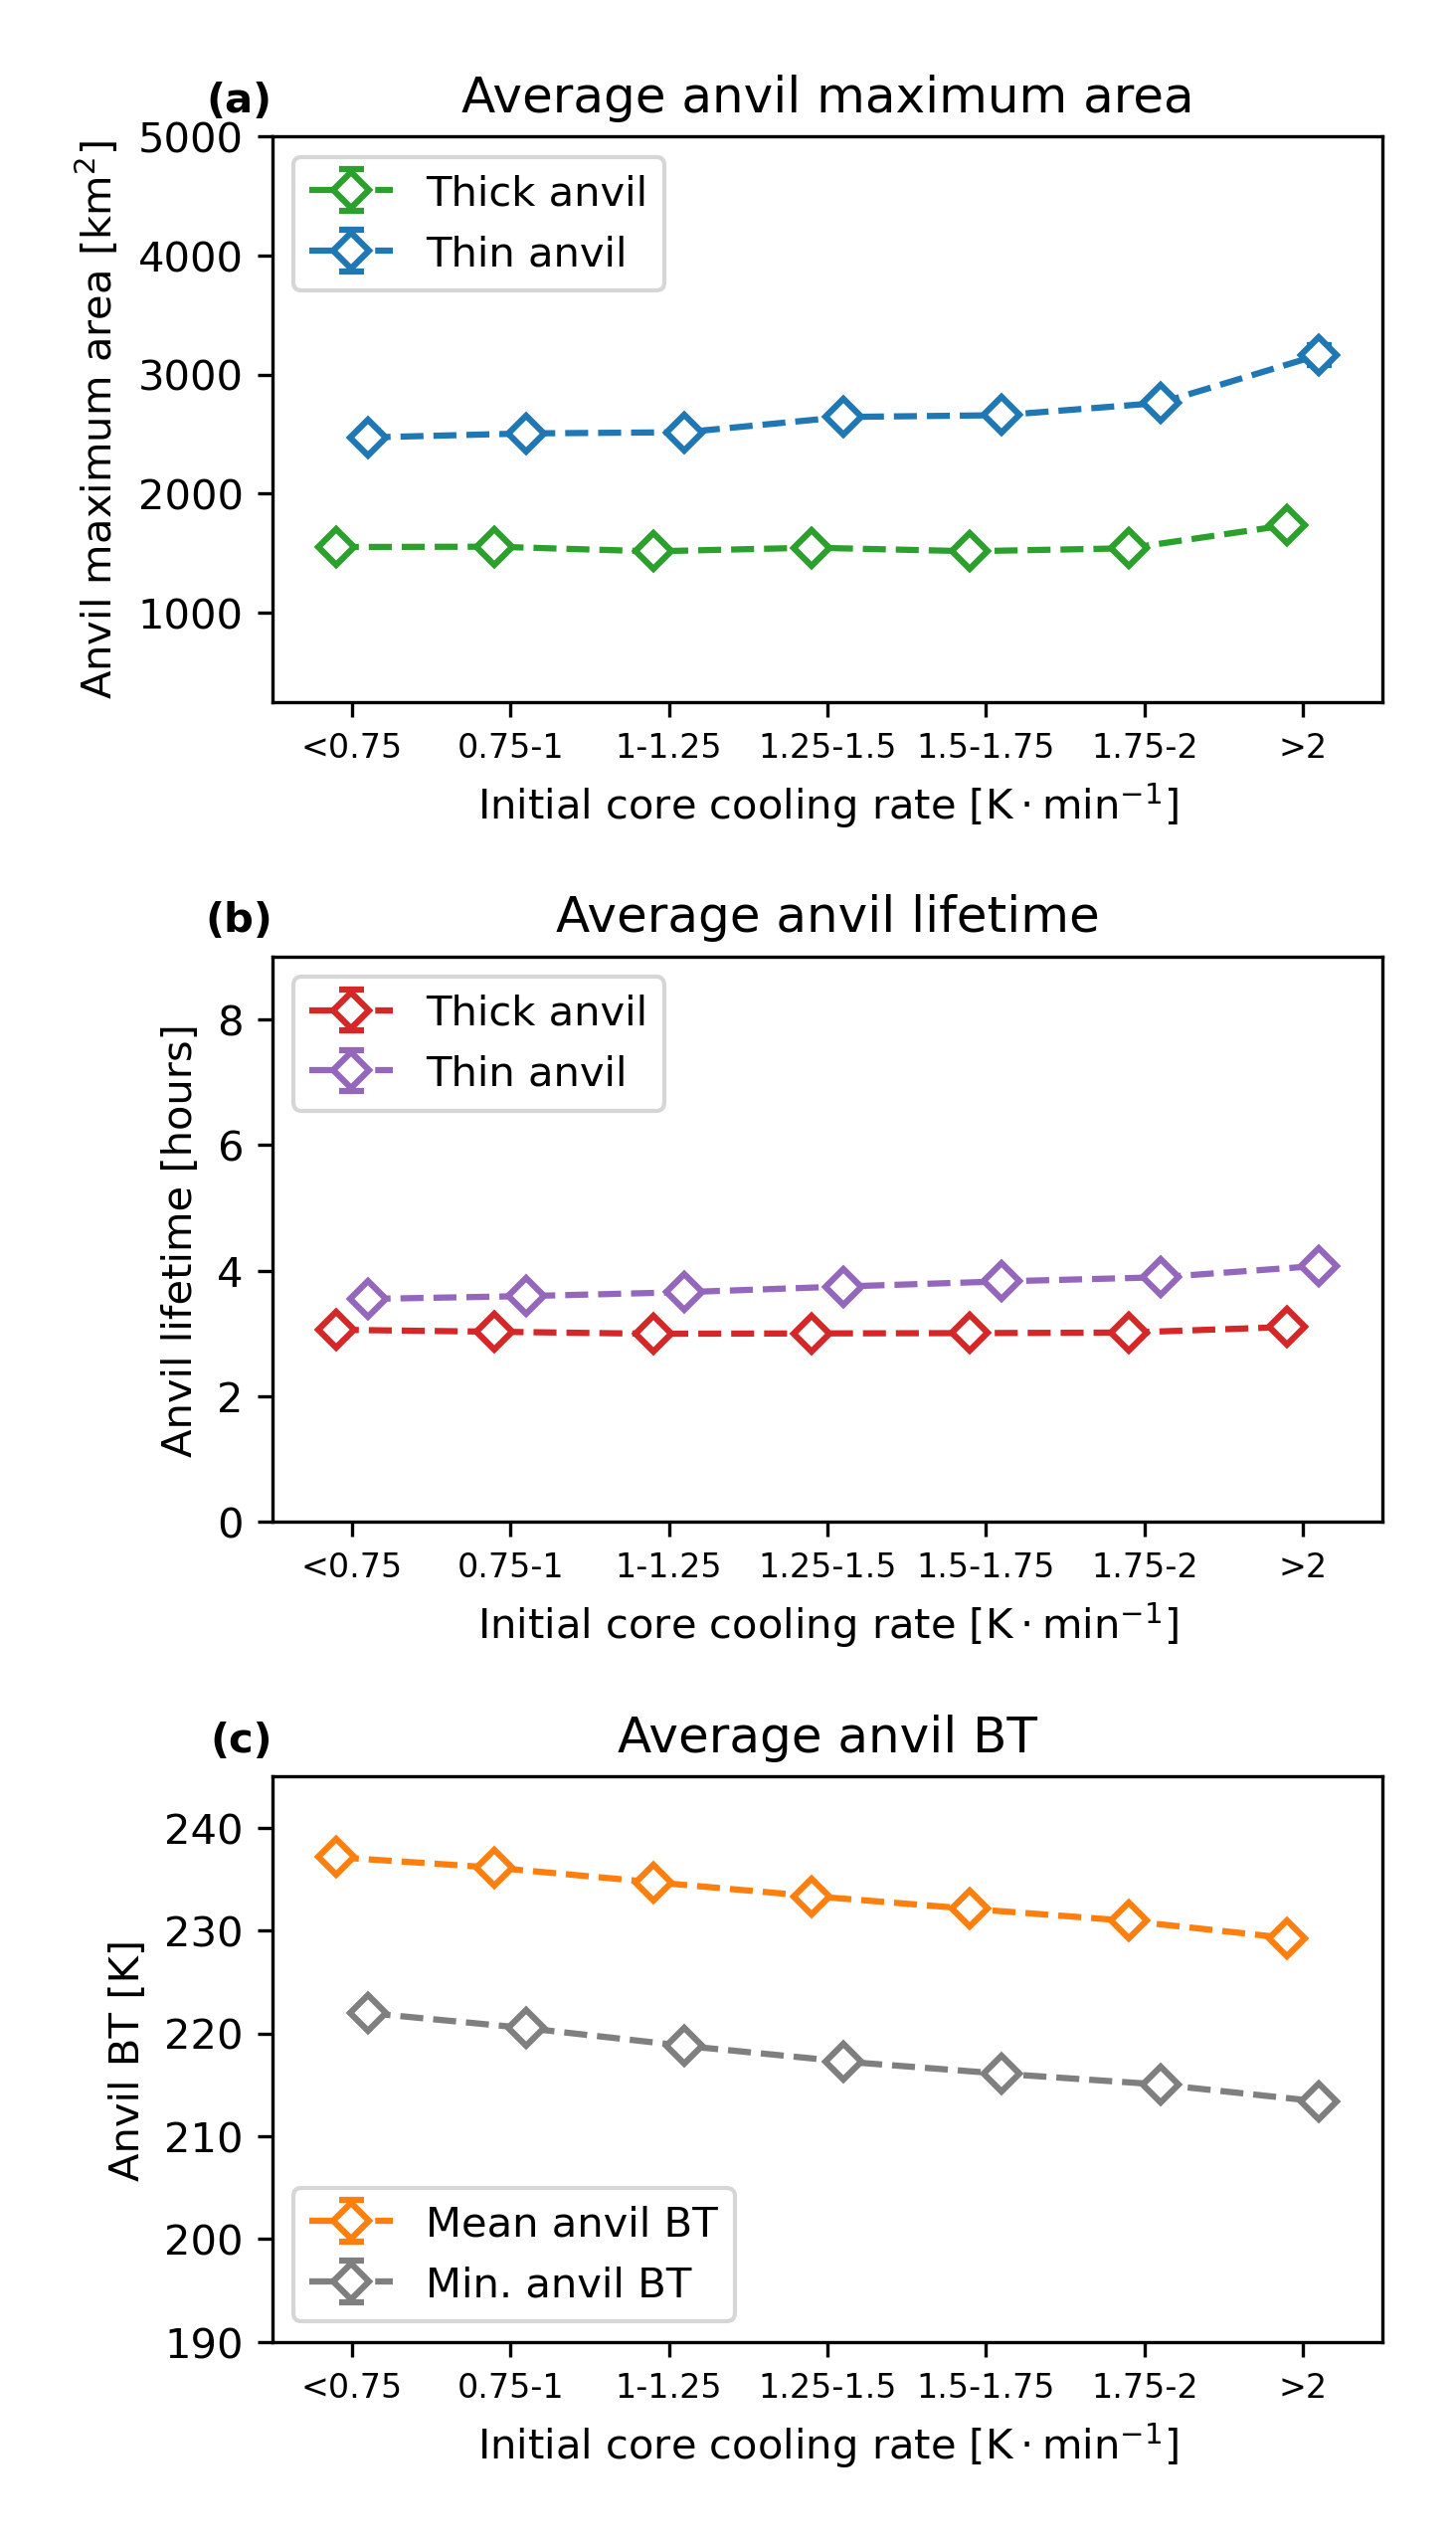 (a)
Average anvil maximum area
Anvil maximum area [km²]
5000
4000
3000
2000
1000
Thick anvil
Thin anvil
<0.75 0.75-1 1-1.25 1.25-1.5 1.5-1.75 1.75-2 >2
Initial core cooling rate [K · min⁻¹]
(b)
Average anvil lifetime
Anvil lifetime [hours]
8
6
4
2
0
Thick anvil
Thin anvil
<0.75 0.75-1 1-1.25 1.25-1.5 1.5-1.75 1.75-2 >2
Initial core cooling rate [K · min⁻¹]
(c)
Average anvil BT
Anvil BT [K]
240
230
220
210
200
190
Mean anvil BT
Min. anvil BT
<0.75 0.75-1 1-1.25 1.25-1.5 1.5-1.75 1.75-2 >2
Initial core cooling rate [K · min⁻¹]